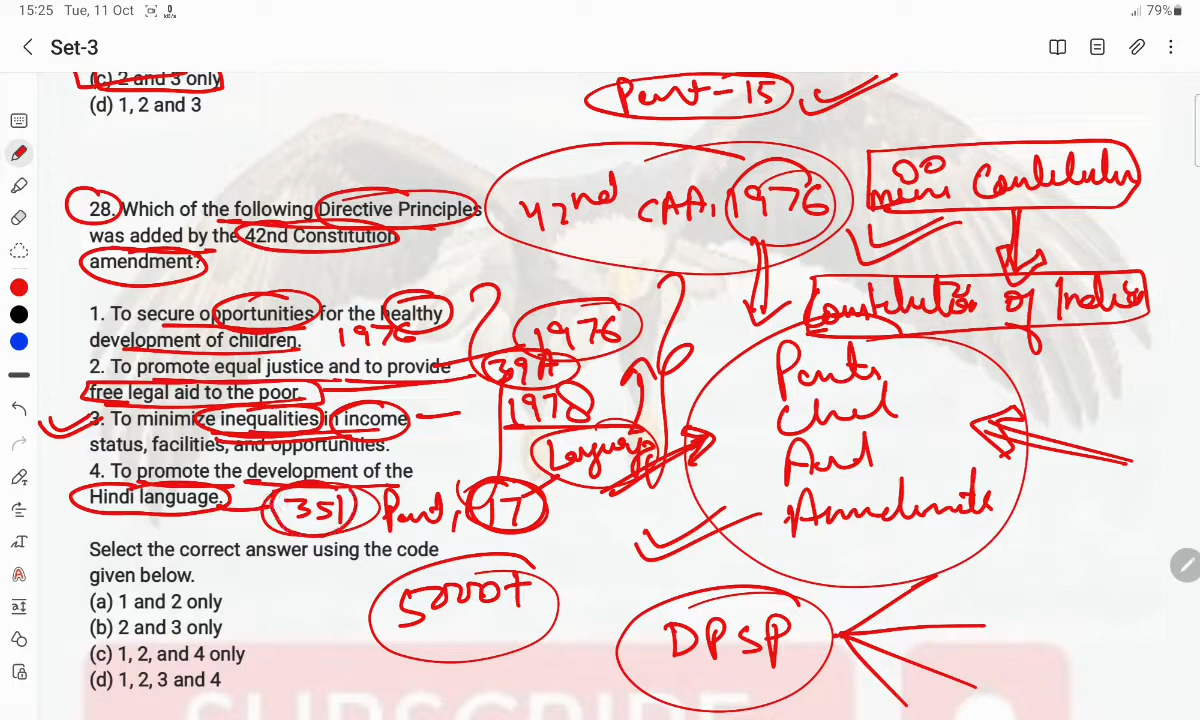 15:25 Tue, 11 Oct 79%
Set-3
(c) 2 and 3 only
(d) 1, 2 and 3
Part-15
28. Which of the following Directive Principles
was added by the 42nd Constitution
amendment?
42nd CAA, 1976
mini
Constitution of India
1. To secure opportunities for the healthy
development of children. 1976
1976
2. To promote equal justice and to provide
free legal aid to the poor.
39A
1978
3. To minimize inequalities in income
status, facilities, and opportunities.
Language
4. To promote the development of the
Hindi language.
351 Part, 17
Parts
Select the correct answer using the code
given below.
(a) 1 and 2 only
(b) 2 and 3 only
(c) 1, 2, and 4 only
(d) 1, 2, 3 and 4
5000+
DPSP
SUBSCRIBE